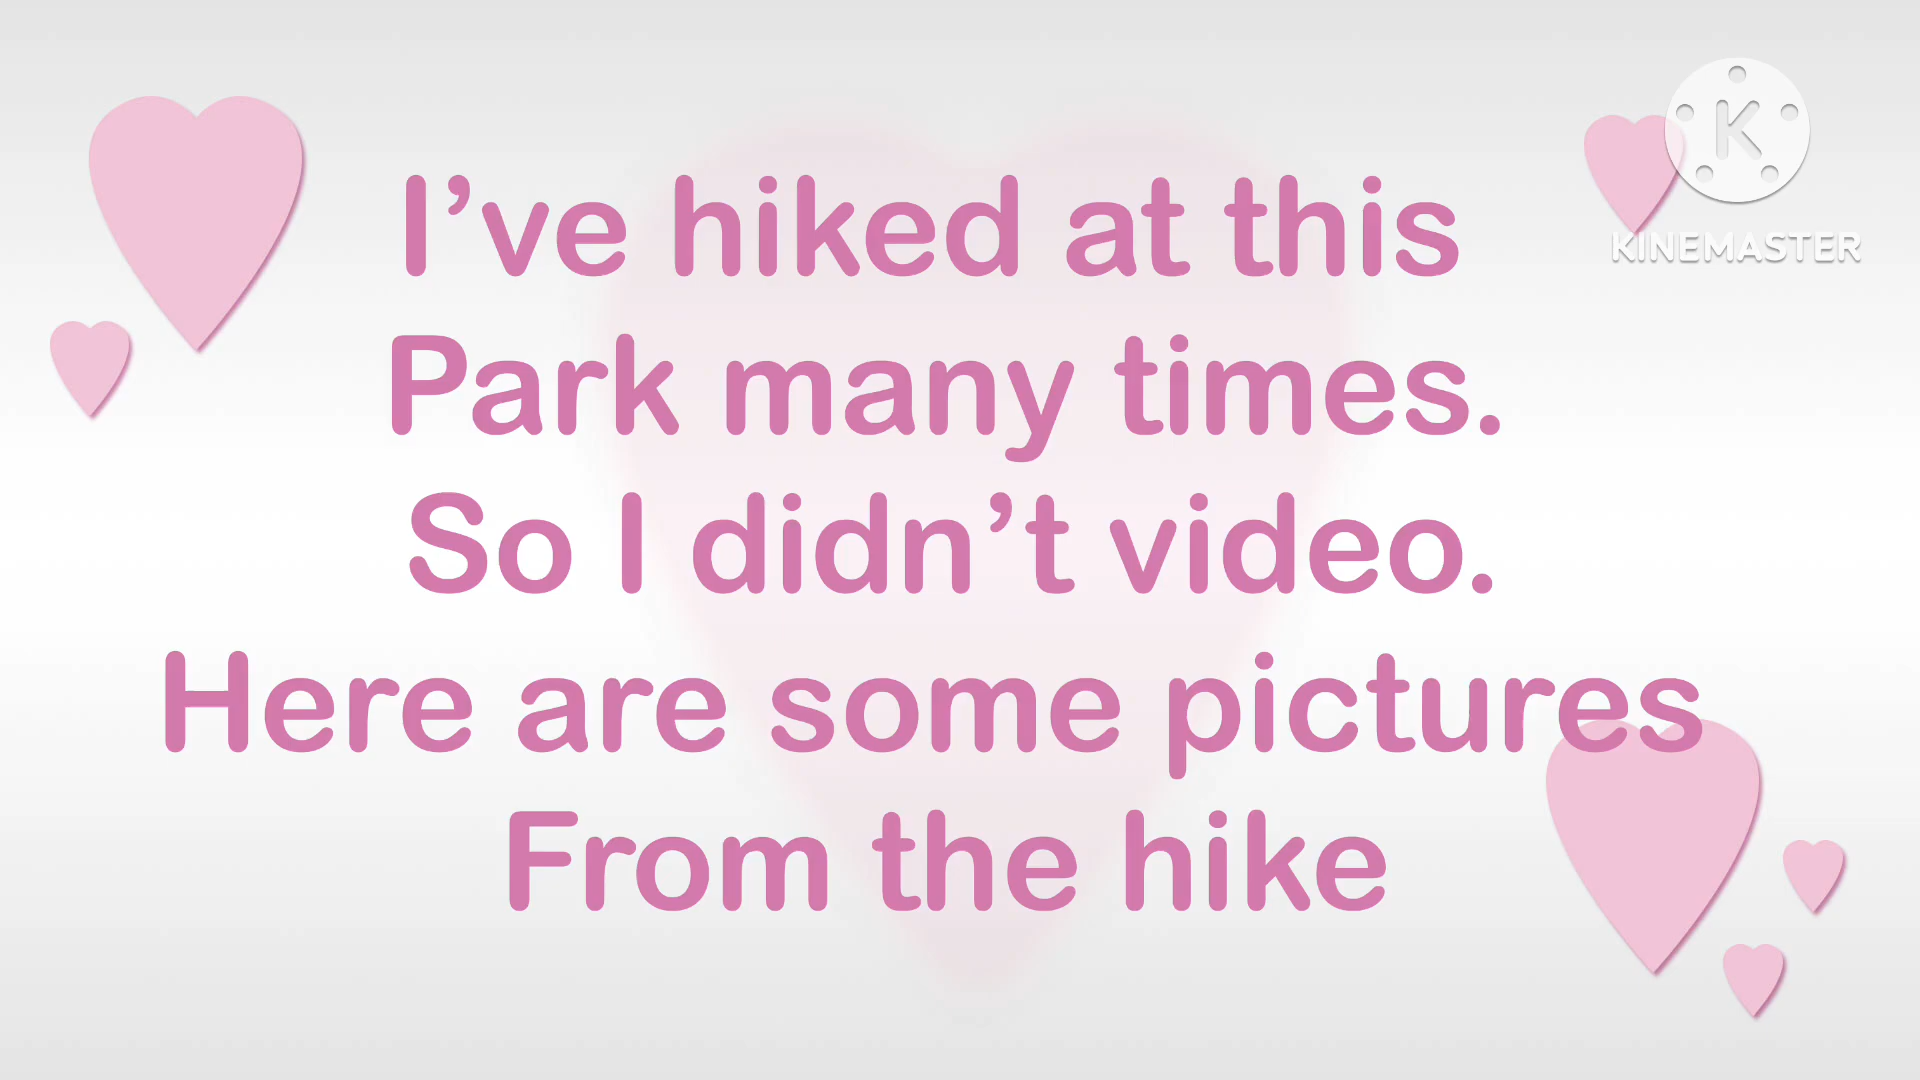 I’ve hiked at this
Park many times.
So I didn’t video.
Here are some pictures
From the hike
K
KINEMASTER